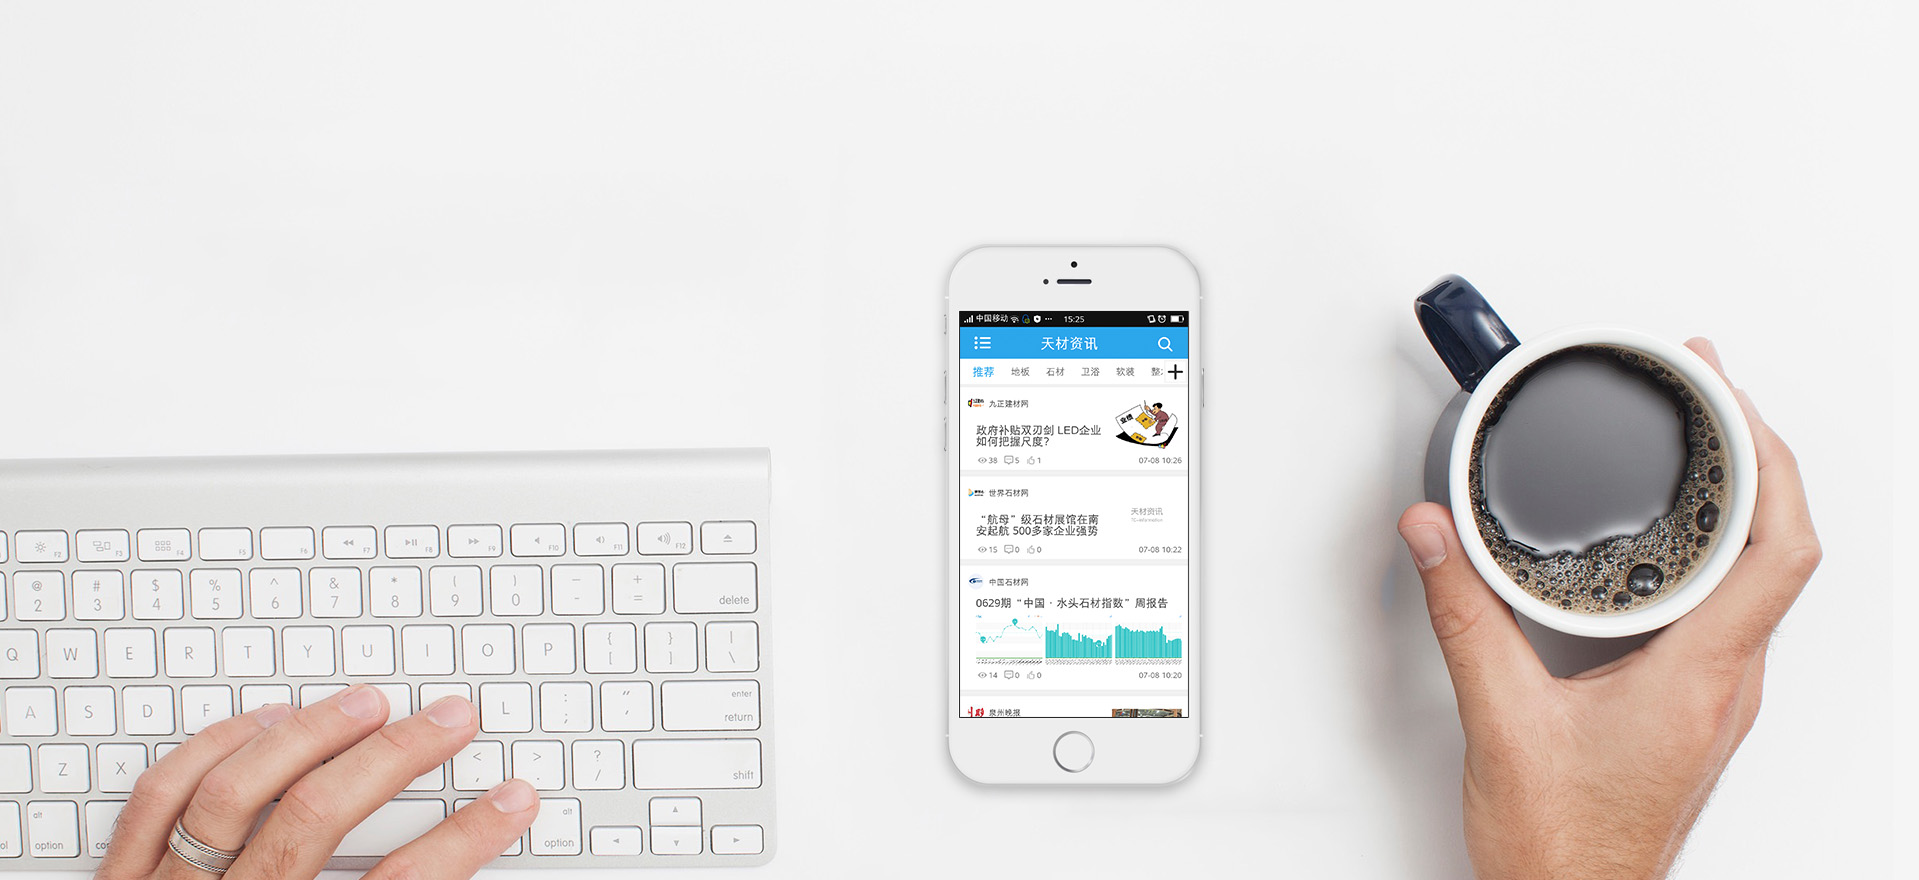 中国移动 15:25
天材资讯
推荐 地板 石材 卫浴 软装
九正建材网
政府补贴双刃剑 LED企业
如何把握尺度?
业绩
38 5 1 07-08 10:26
世界石材网
“航母”级石材展馆在南
安起航 500多家企业强势
天材资讯
15 0 0 07-08 10:22
中国石材网
0629期“中国·水头石材指数”周报告
14 0 0 07-08 10:20
泉州晚报
F2 F3 F4 F5 F6 F7 F8 F9 F10 F11 F12
@ # $ % ^ & * ( ) _ +
2 3 4 5 6 7 8 9 0 - = delete
Q W E R T Y U I O P { [ } ] | \
A S D F L : ; “ , enter return
Z X < , > . ? / shift
alt option alt option